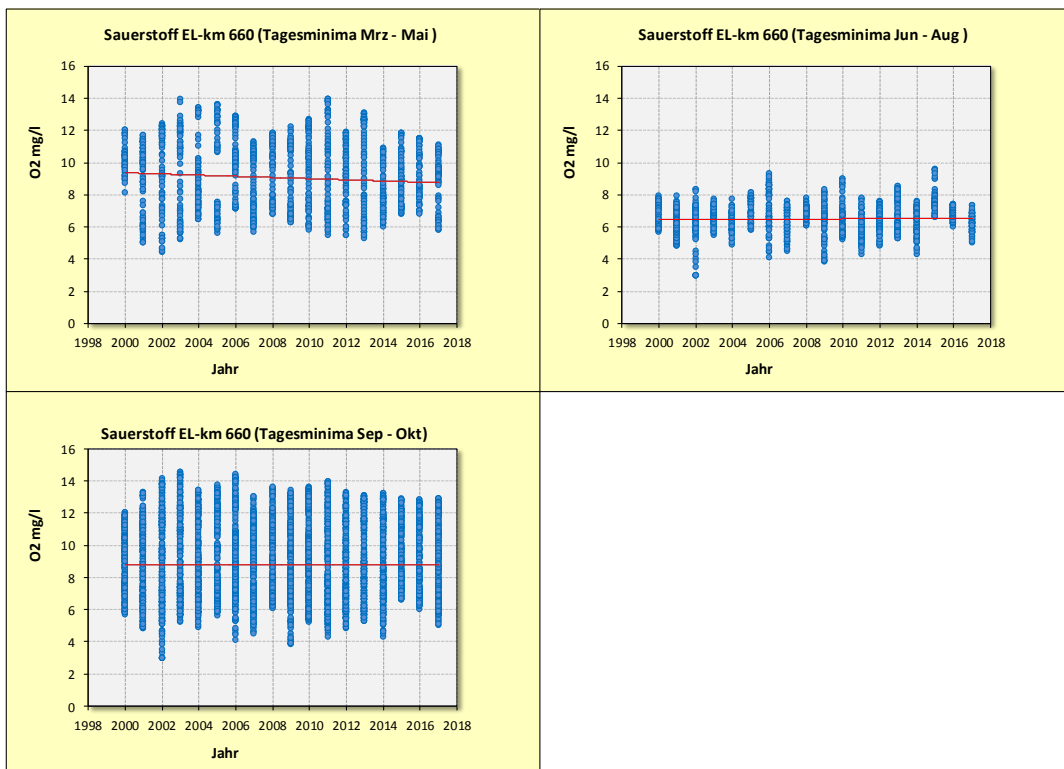 Sauerstoff EL-km 660 (Tagesminima Mrz - Mai )
16
14
12
10
8
6
4
2
0
O2 mg/l
1998 2000 2002 2004 2006 2008 2010 2012 2014 2016 2018
Jahr
Sauerstoff EL-km 660 (Tagesminima Jun - Aug )
16
14
12
10
8
6
4
2
0
O2 mg/l
1998 2000 2002 2004 2006 2008 2010 2012 2014 2016 2018
Jahr
Sauerstoff EL-km 660 (Tagesminima Sep - Okt)
16
14
12
10
8
6
4
2
0
O2 mg/l
1998 2000 2002 2004 2006 2008 2010 2012 2014 2016 2018
Jahr